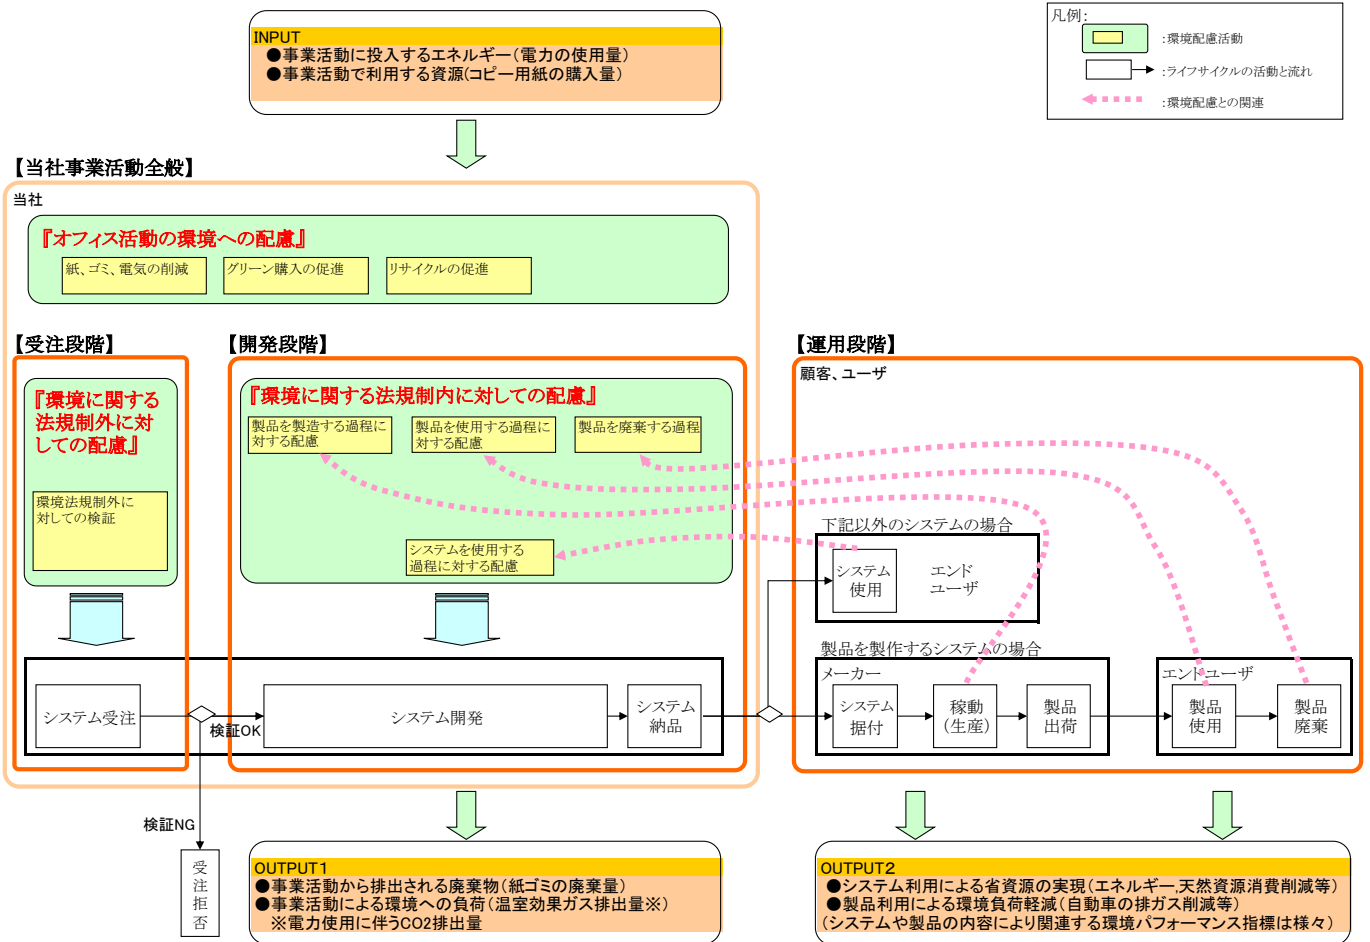 INPUT
●事業活動に投入するエネルギー（電力の使用量）
●事業活動で利用する資源(コピー用紙の購入量）
凡例：
：環境配慮活動
：ライフサイクルの活動と流れ
：環境配慮との関連
【当社事業活動全般】
当社
『オフィス活動の環境への配慮』
紙、ゴミ、電気の削減
グリーン購入の促進
リサイクルの促進
【受注段階】
『環境に関する
法規制外に対
しての配慮』
環境法規制外に
対しての検証
【開発段階】
『環境に関する法規制内に対しての配慮』
製品を製造する過程に
対する配慮
製品を使用する過程に
対する配慮
製品を廃棄する過程
システムを使用する
過程に対する配慮
【運用段階】
顧客、ユーザ
下記以外のシステムの場合
システム
使用
エンド
ユーザ
製品を製作するシステムの場合
メーカー
システム
据付
稼動
(生産)
製品
出荷
エンドユーザ
製品
使用
製品
廃棄
システム受注
検証OK
システム開発
システム
納品
検証NG
受
注
拒
否
OUTPUT１
●事業活動から排出される廃棄物（紙ゴミの廃棄量）
●事業活動による環境への負荷（温室効果ガス排出量※）
※電力使用に伴うCO2排出量
OUTPUT２
●システム利用による省資源の実現（エネルギー,天然資源消費削減等）
●製品利用による環境負荷軽減（自動車の排ガス削減等）
（システムや製品の内容により関連する環境パフォーマンス指標は様々）